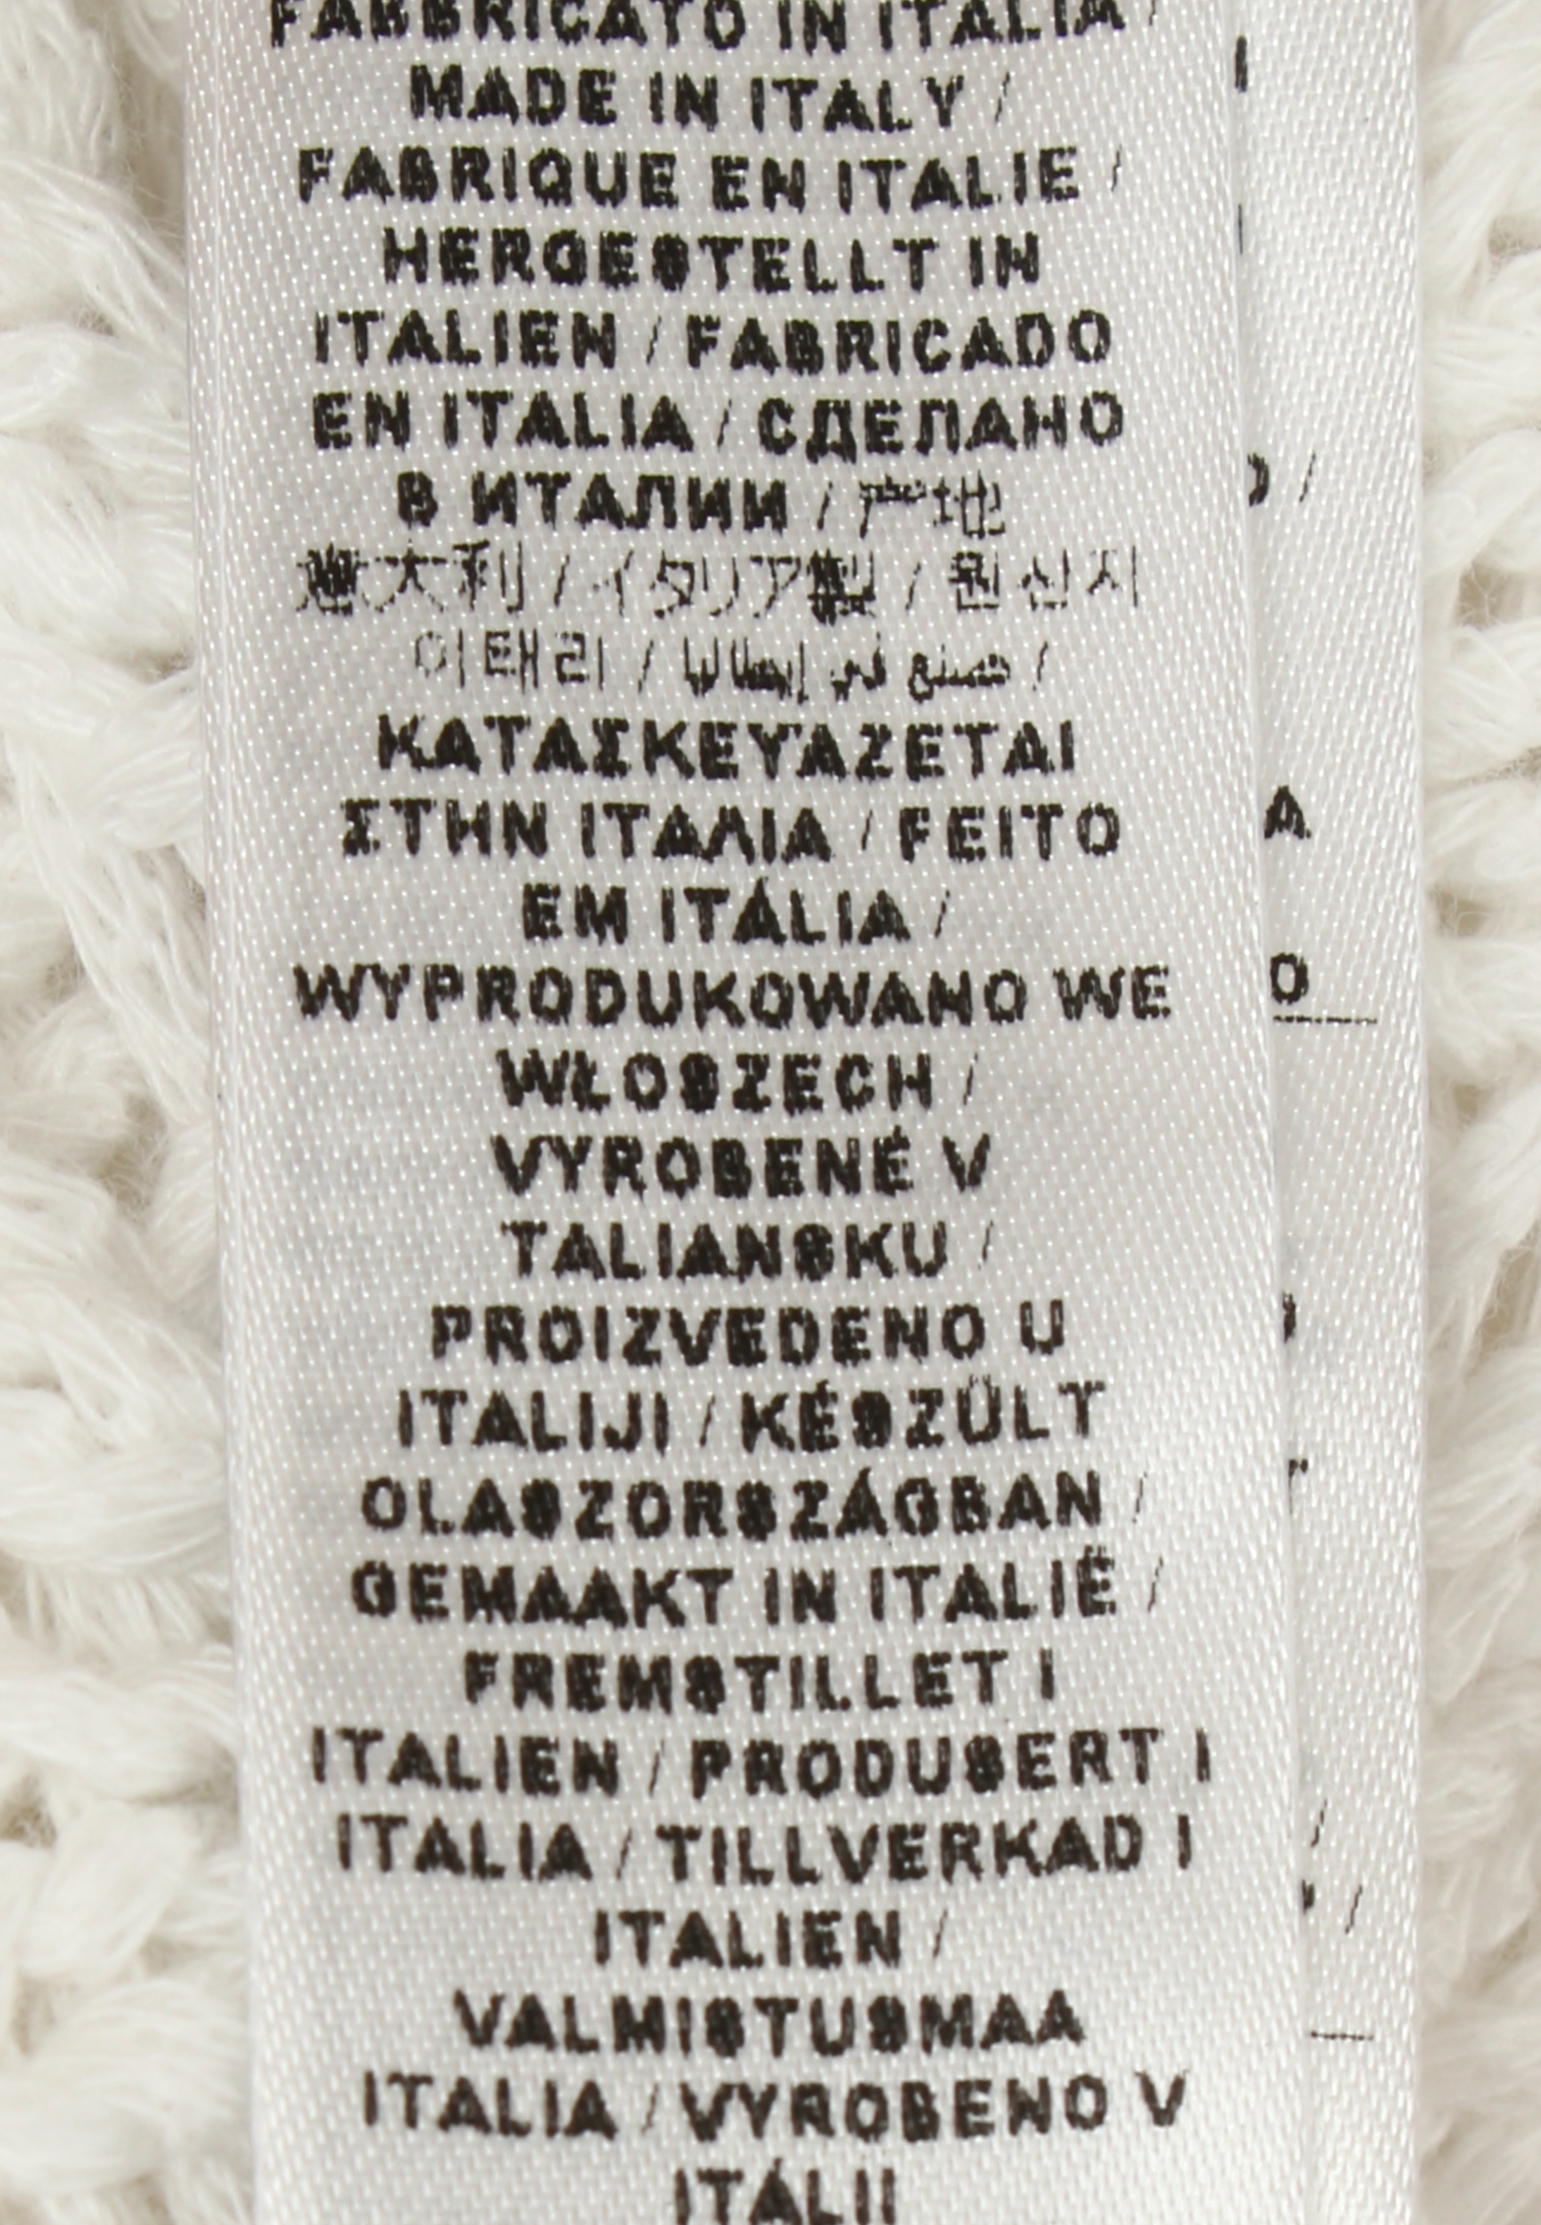 FABBRICATO IN ITALIA /
MADE IN ITALY /
FABRIQUE EN ITALIE /
HERGESTELLT IN
ITALIEN / FABRICADO
EN ITALIA / СДЕЛАНО
В ИТАЛИИ / 产地
意大利 / イタリア製 / 원산지
이태리 / صنع في إيطاليا /
ΚΑΤΑΣΚΕΥΑΖΕΤΑΙ
ΣΤΗΝ ΙΤΑΛΙΑ / FEITO
EM ITÁLIA /
WYPRODUKOWANO WE
WŁOSZECH /
VYROBENÉ V
TALIANSKU /
PROIZVEDENO U
ITALIJI / KÉSZÜLT
OLASZORSZÁGBAN /
GEMAAKT IN ITALIË /
FREMSTILLET I
ITALIEN / PRODUSERT I
ITALIA / TILLVERKAD I
ITALIEN /
VALMISTUSMAA
ITALIA / VYROBENO V
ITÁLII